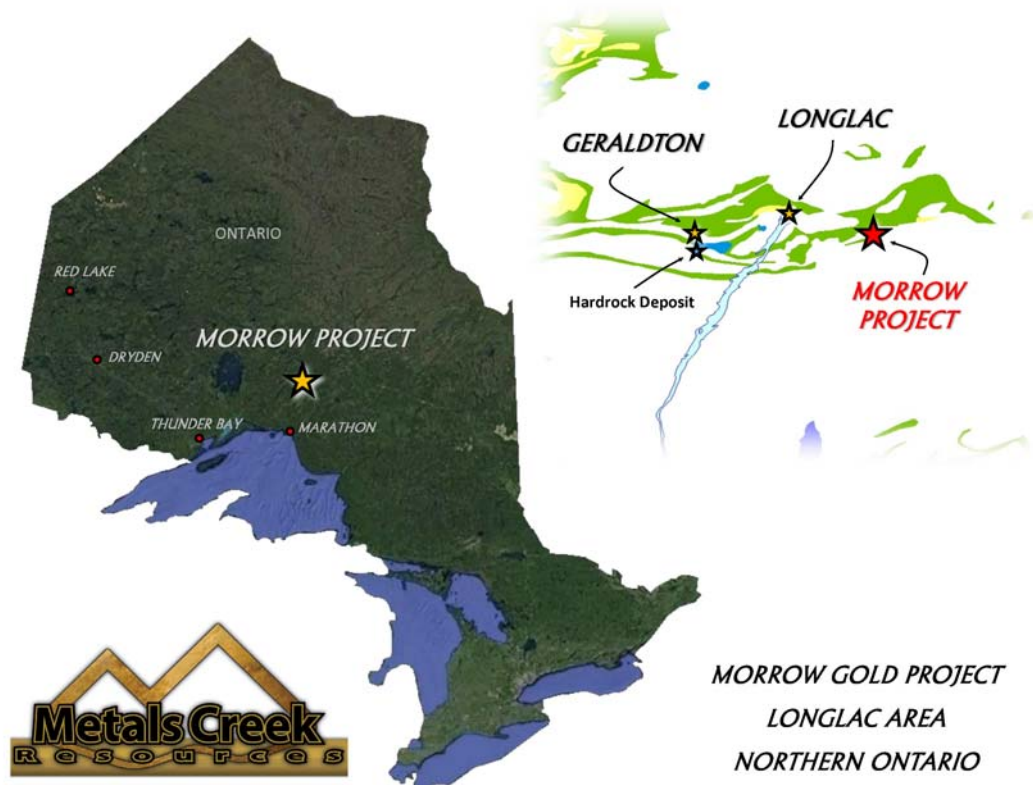 ONTARIO
RED LAKE
MORROW PROJECT
DRYDEN
THUNDER BAY
MARATHON
LONGLAC
GERALDTON
Hardrock Deposit
MORROW
PROJECT
Metals Creek
Resources
MORROW GOLD PROJECT
LONGLAC AREA
NORTHERN ONTARIO